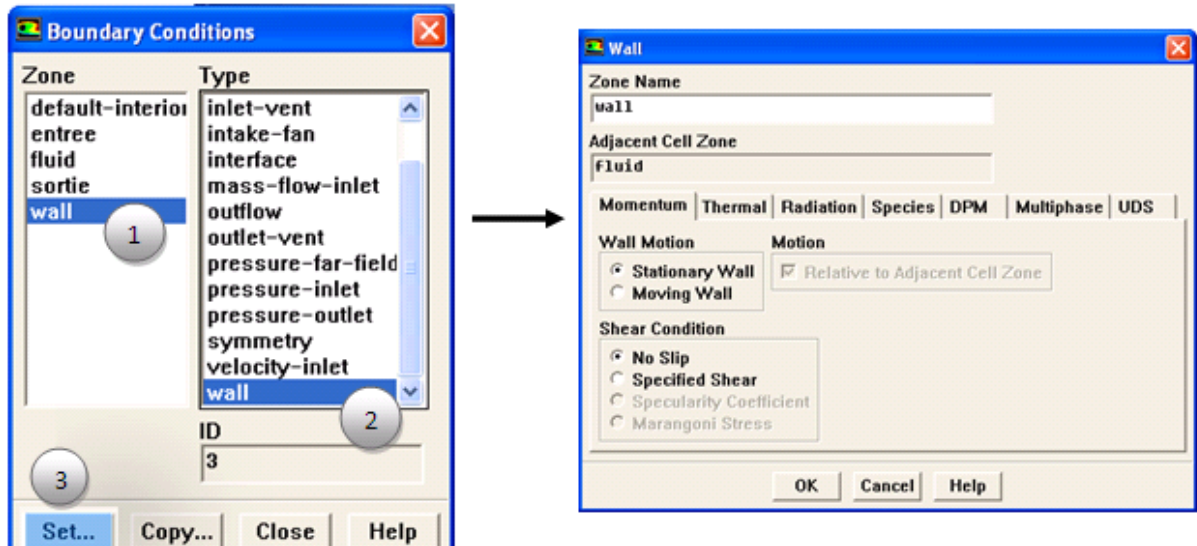 Boundary Conditions
Zone
Type
default-interior
entree
fluid
sortie
wall
1
inlet-vent
intake-fan
interface
mass-flow-inlet
outflow
outlet-vent
pressure-far-field
pressure-inlet
pressure-outlet
symmetry
velocity-inlet
wall
2
ID
3
3
Set...
Copy...
Close
Help
Wall
Zone Name
wall
Adjacent Cell Zone
fluid
Momentum
Thermal
Radiation
Species
DPM
Multiphase
UDS
Wall Motion
Stationary Wall
Moving Wall
Motion
Relative to Adjacent Cell Zone
Shear Condition
No Slip
Specified Shear
Specularity Coefficient
Marangoni Stress
OK
Cancel
Help